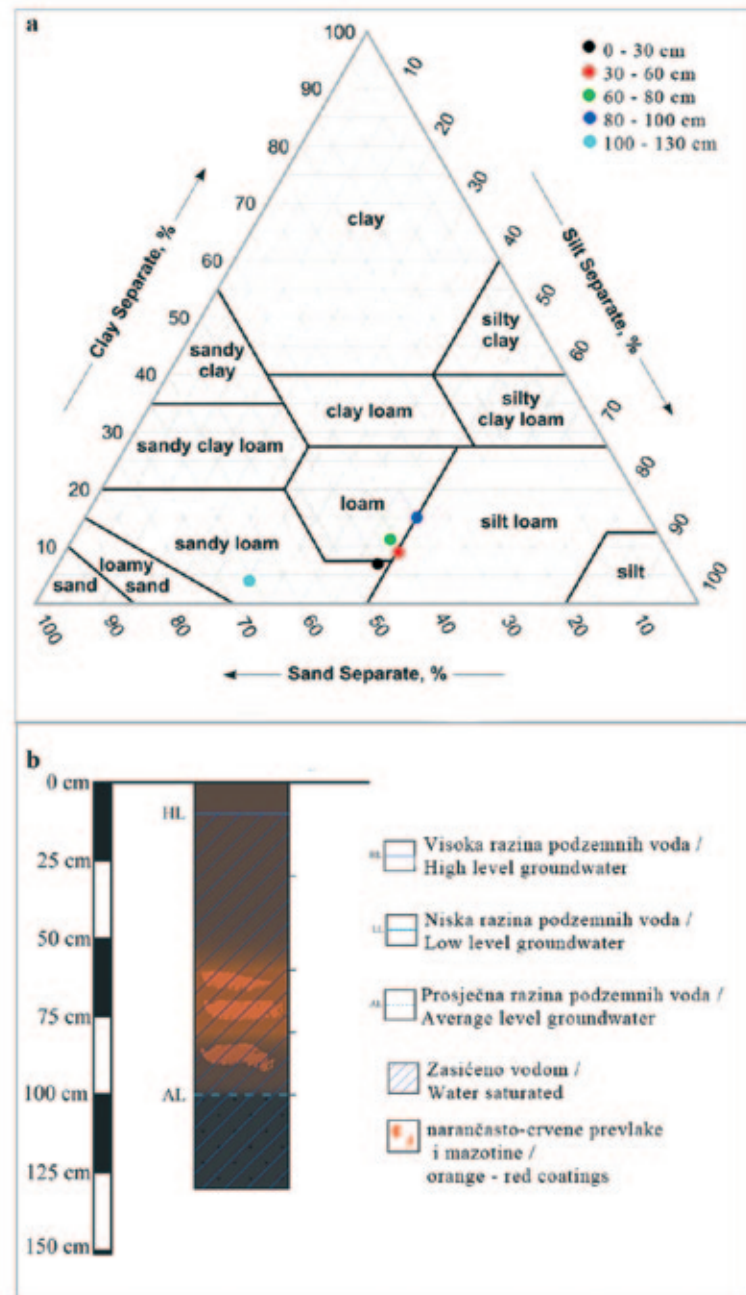 a
0 - 30 cm
30 - 60 cm
60 - 80 cm
80 - 100 cm
100 - 130 cm
100
90
80
70
60
50
40
30
20
10
10
20
30
40
50
60
70
80
90
100
Clay Separate, %
Silt Separate, %
clay
silty
clay
sandy
clay
clay loam
silty
clay loam
sandy clay loam
loam
silt loam
sandy loam
loamy
sand
sand
silt
100
90
80
70
60
50
40
30
20
10
Sand Separate, %
b
0 cm
25 cm
50 cm
75 cm
100 cm
125 cm
150 cm
HL
AL
HL
Visoka razina podzemnih voda /
High level groundwater
LL
Niska razina podzemnih voda /
Low level groundwater
AL
Prosječna razina podzemnih voda /
Average level groundwater
Zasićeno vodom /
Water saturated
narančasto-crvene prevlake
i mazotine /
orange - red coatings